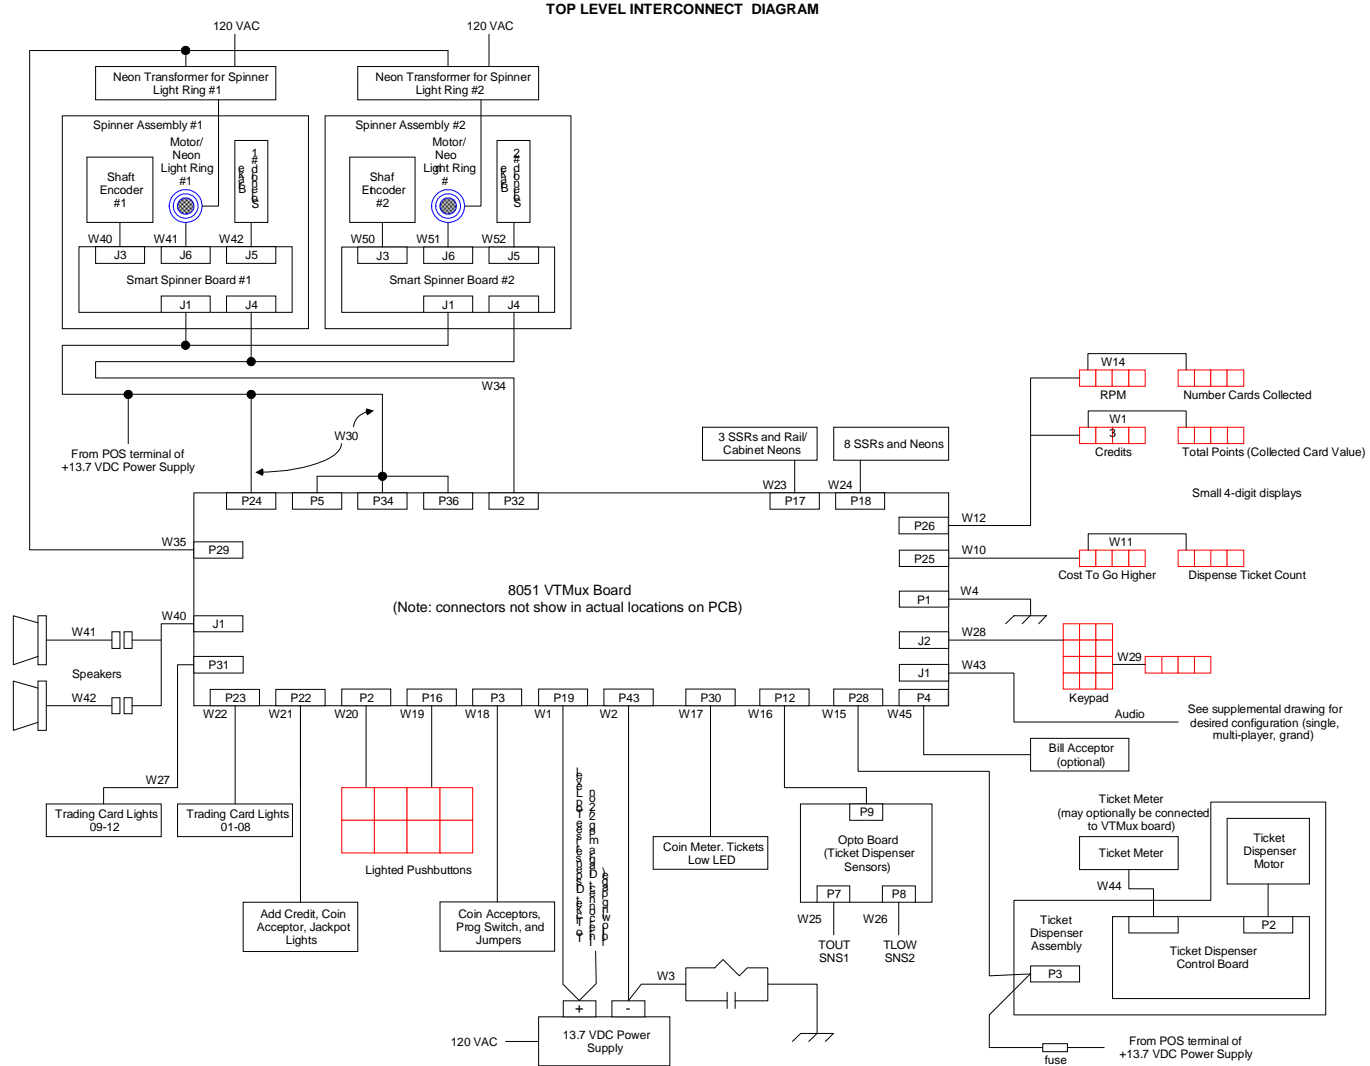 TOP LEVEL INTERCONNECT DIAGRAM
120 VAC
120 VAC
Neon Transformer for Spinner
Light Ring #1
Neon Transformer for Spinner
Light Ring #2
Spinner Assembly #1
Motor/
Neon
Light Ring
#1
Shaft
Encoder
#1
W40
W41
W42
J3
J6
J5
Smart Spinner Board #1
J1
J4
Spinner Assembly #2
Motor/
Neo
Light Ring
#
Shaf
Encoder
#2
W50
W51
W52
J3
J6
J5
Smart Spinner Board #2
J1
J4
W34
W30
From POS terminal of
+13.7 VDC Power Supply
3 SSRs and Rail/
Cabinet Neons
8 SSRs and Neons
W23
W24
W14
RPM
Number Cards Collected
W1
3
Credits
Total Points (Collected Card Value)
Small 4-digit displays
P24
P5
P34
P36
P32
P17
P18
P26
W12
W35
P29
P25
W10
W11
Cost To Go Higher
Dispense Ticket Count
8051 VTMux Board
(Note: connectors not show in actual locations on PCB)
P1
W4
W40
J1
J2
W28
W29
Keypad
W41
Speakers
W42
P31
J1
W43
Audio
See supplemental drawing for
desired configuration (single,
multi-player, grand)
P23
P22
P2
P16
P3
P19
P43
P30
P12
P28
P4
W22
W21
W20
W19
W18
W1
W2
W17
W16
W15
W45
Bill Acceptor
(optional)
W27
Trading Card Lights
09-12
Trading Card Lights
01-08
Lighted Pushbuttons
Add Credit, Coin
Acceptor, Jackpot
Lights
Coin Acceptors,
Prog Switch, and
Jumpers
Coin Meter. Tickets
Low LED
P9
Opto Board
(Ticket Dispenser
Sensors)
P7
P8
W25
W26
TOUT
SNS1
TLOW
SNS2
Ticket Meter
(may optionally be connected
to VTMux board)
Ticket Meter
W44
Ticket
Dispenser
Motor
Ticket
Dispenser
Assembly
P2
Ticket Dispenser
Control Board
P3
W3
+
-
120 VAC
13.7 VDC Power
Supply
fuse
From POS terminal of
+13.7 VDC Power Supply